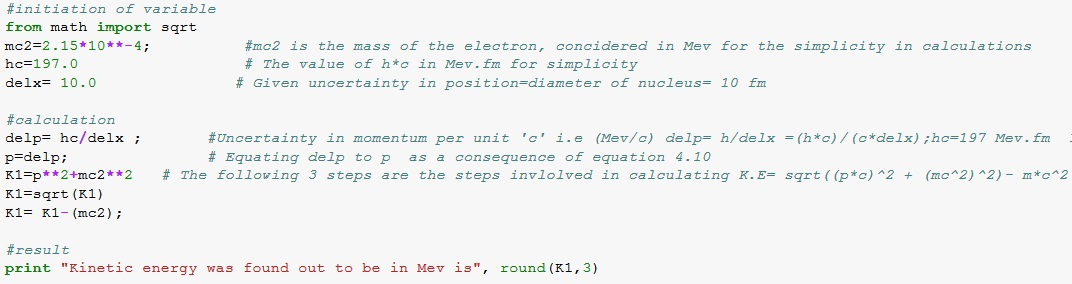 #initiation of variable
from math import sqrt
mc2=2.15*10**-4; #mc2 is the mass of the electron, concidered in Mev for the simplicity in calculations
hc=197.0 # The value of h*c in Mev.fm for simplicity
delx= 10.0 # Given uncertainty in position=diameter of nucleus= 10 fm
#calculation
delp= hc/delx ; #Uncertainty in momentum per unit 'c' i.e (Mev/c) delp= h/delx =(h*c)/(c*delx);hc=197 Mev.fm
p=delp; # Equating delp to p as a consequence of equation 4.10
K1=p**2+mc2**2 # The following 3 steps are the steps invlolved in calculating K.E= sqrt((p*c)^2 + (mc^2)^2)- m*c^2
K1=sqrt(K1)
K1= K1-(mc2);
#result
print "Kinetic energy was found out to be in Mev is", round(K1,3)